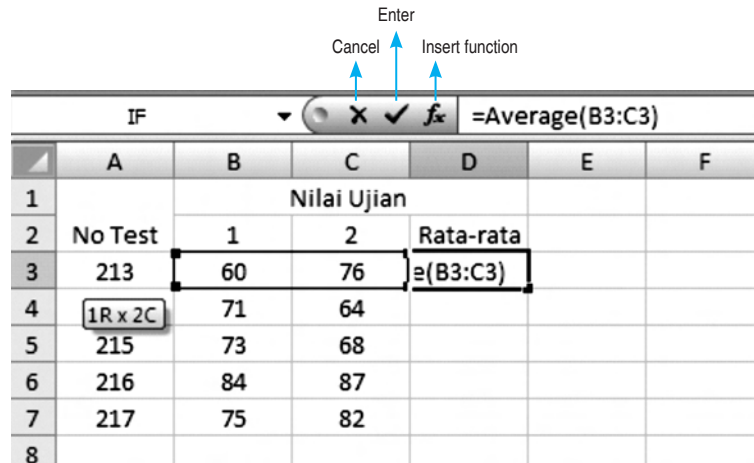 Enter
Cancel Insert function
IF =Average(B3:C3)
A B C D E F
1 Nilai Ujian
2 No Test 1 2 Rata-rata
3 213 60 76 e(B3:C3)
4 1R x 2C 71 64
5 215 73 68
6 216 84 87
7 217 75 82
8